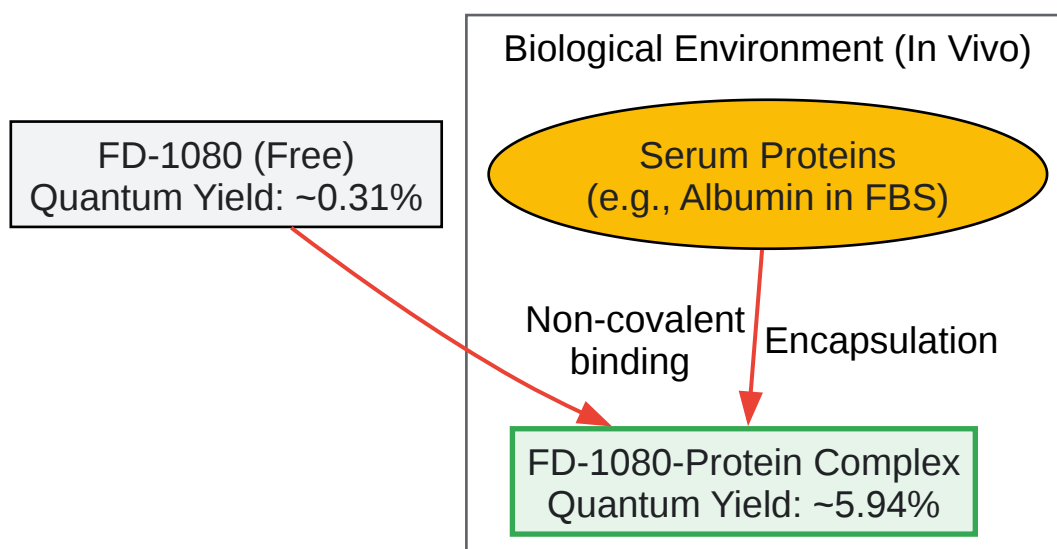 Biological Environment (In Vivo)
FD-1080 (Free)
Quantum Yield: ~0.31%
Serum Proteins
(e.g., Albumin in FBS)
Non-covalent
binding
Encapsulation
FD-1080-Protein Complex
Quantum Yield: ~5.94%